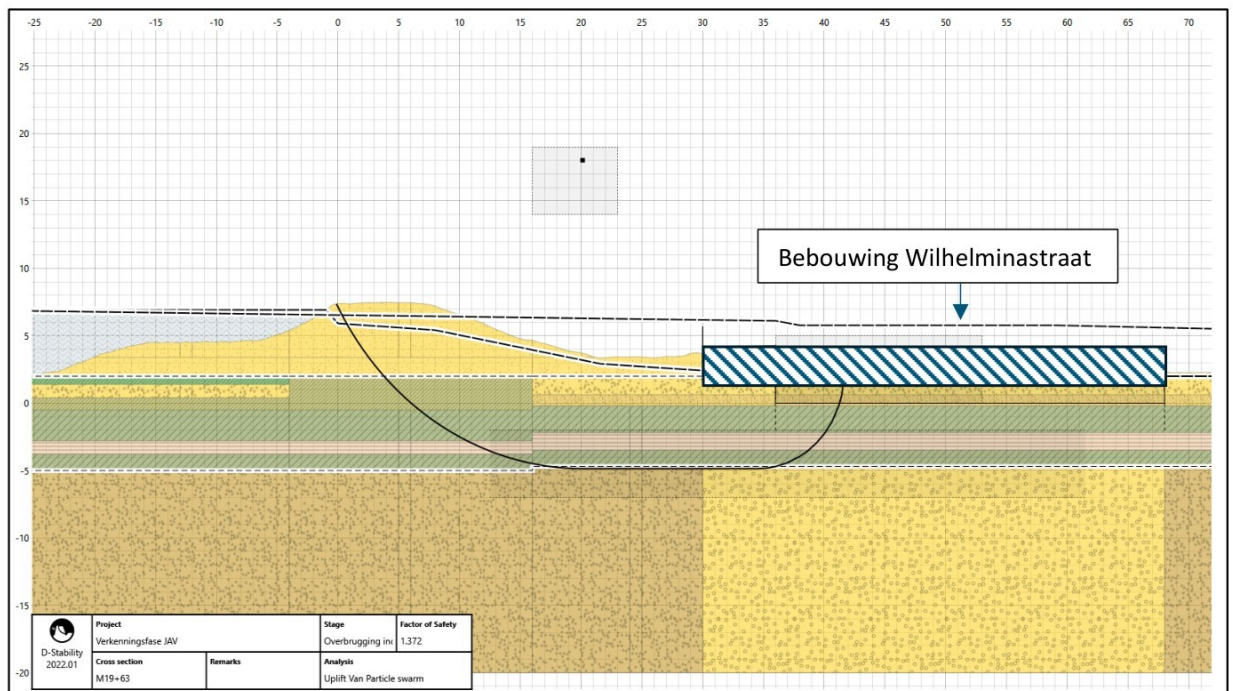 -25 -20 -15 -10 -5 0 5 10 15 20 25 30 35 40 45 50 55 60 65 70
25
20
15
10
5
0
-5
-10
-15
-20
Bebouwing Wilhelminastraat
D-Stability
2022.01
Project
Verkenningsfase JAV
Stage
Overbrugging inc
Factor of Safety
1.372
Cross section
M19+63
Remarks
Analysis
Uplift Van Particle swarm